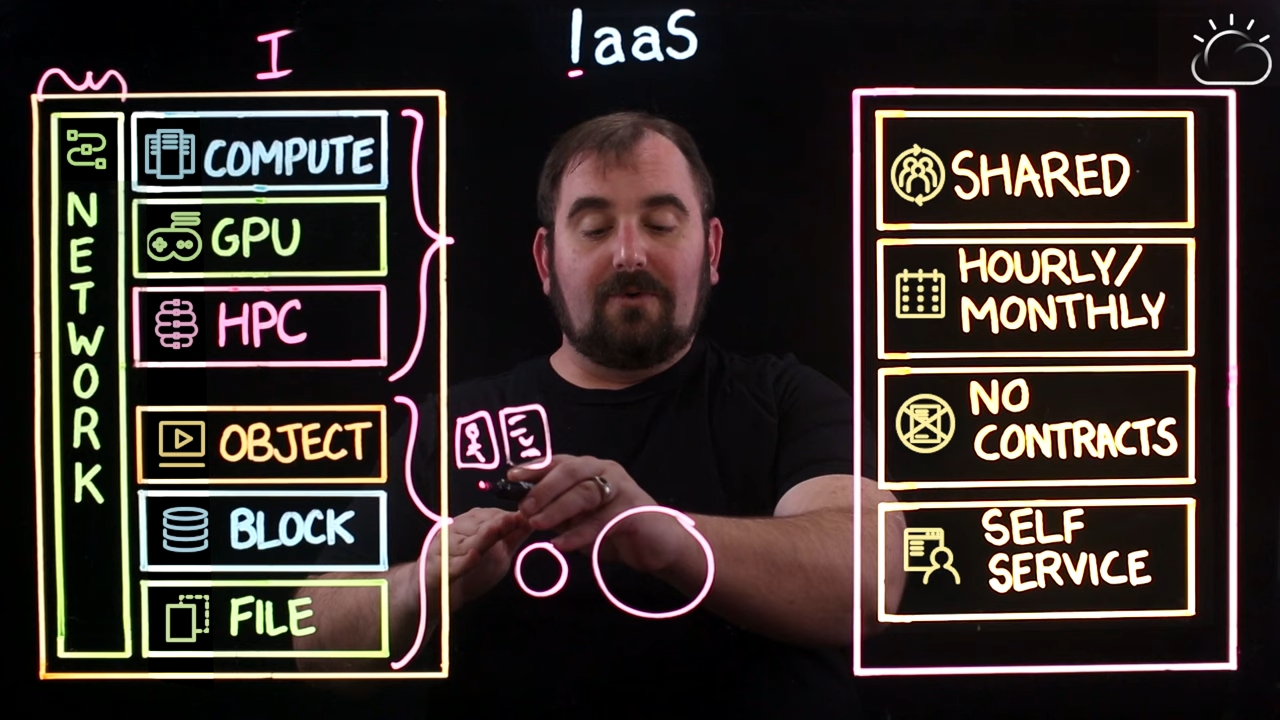 I
IaaS
NETWORK
COMPUTE
GPU
HPC
OBJECT
BLOCK
FILE
SHARED
HOURLY/
MONTHLY
NO
CONTRACTS
SELF
SERVICE